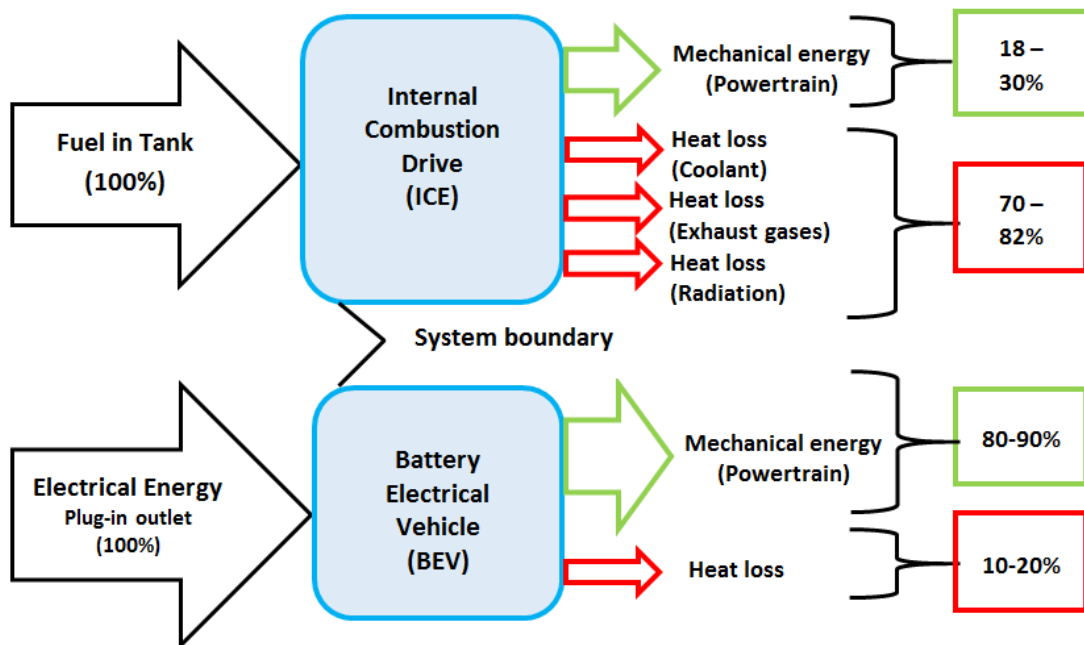 Fuel in Tank
(100%)
Internal
Combustion
Drive
(ICE)
Mechanical energy
(Powertrain)
18 –
30%
Heat loss
(Coolant)
Heat loss
(Exhaust gases)
Heat loss
(Radiation)
70 –
82%
System boundary
Electrical Energy
Plug-in outlet
(100%)
Battery
Electrical
Vehicle
(BEV)
Mechanical energy
(Powertrain)
80-90%
Heat loss
10-20%